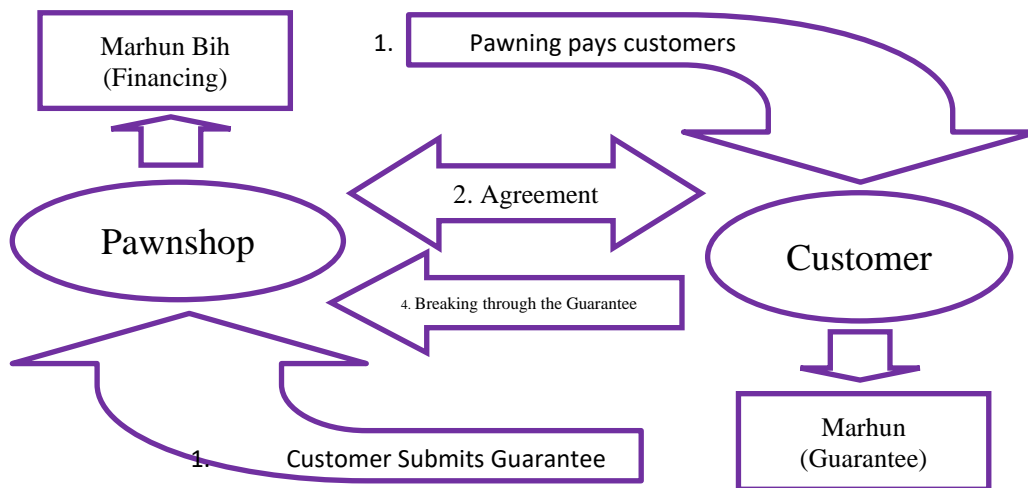 Marhun Bih
(Financing)
1. Pawning pays customers
2. Agreement
Pawnshop
Customer
4. Breaking through the Guarantee
Marhun
(Guarantee)
1. Customer Submits Guarantee